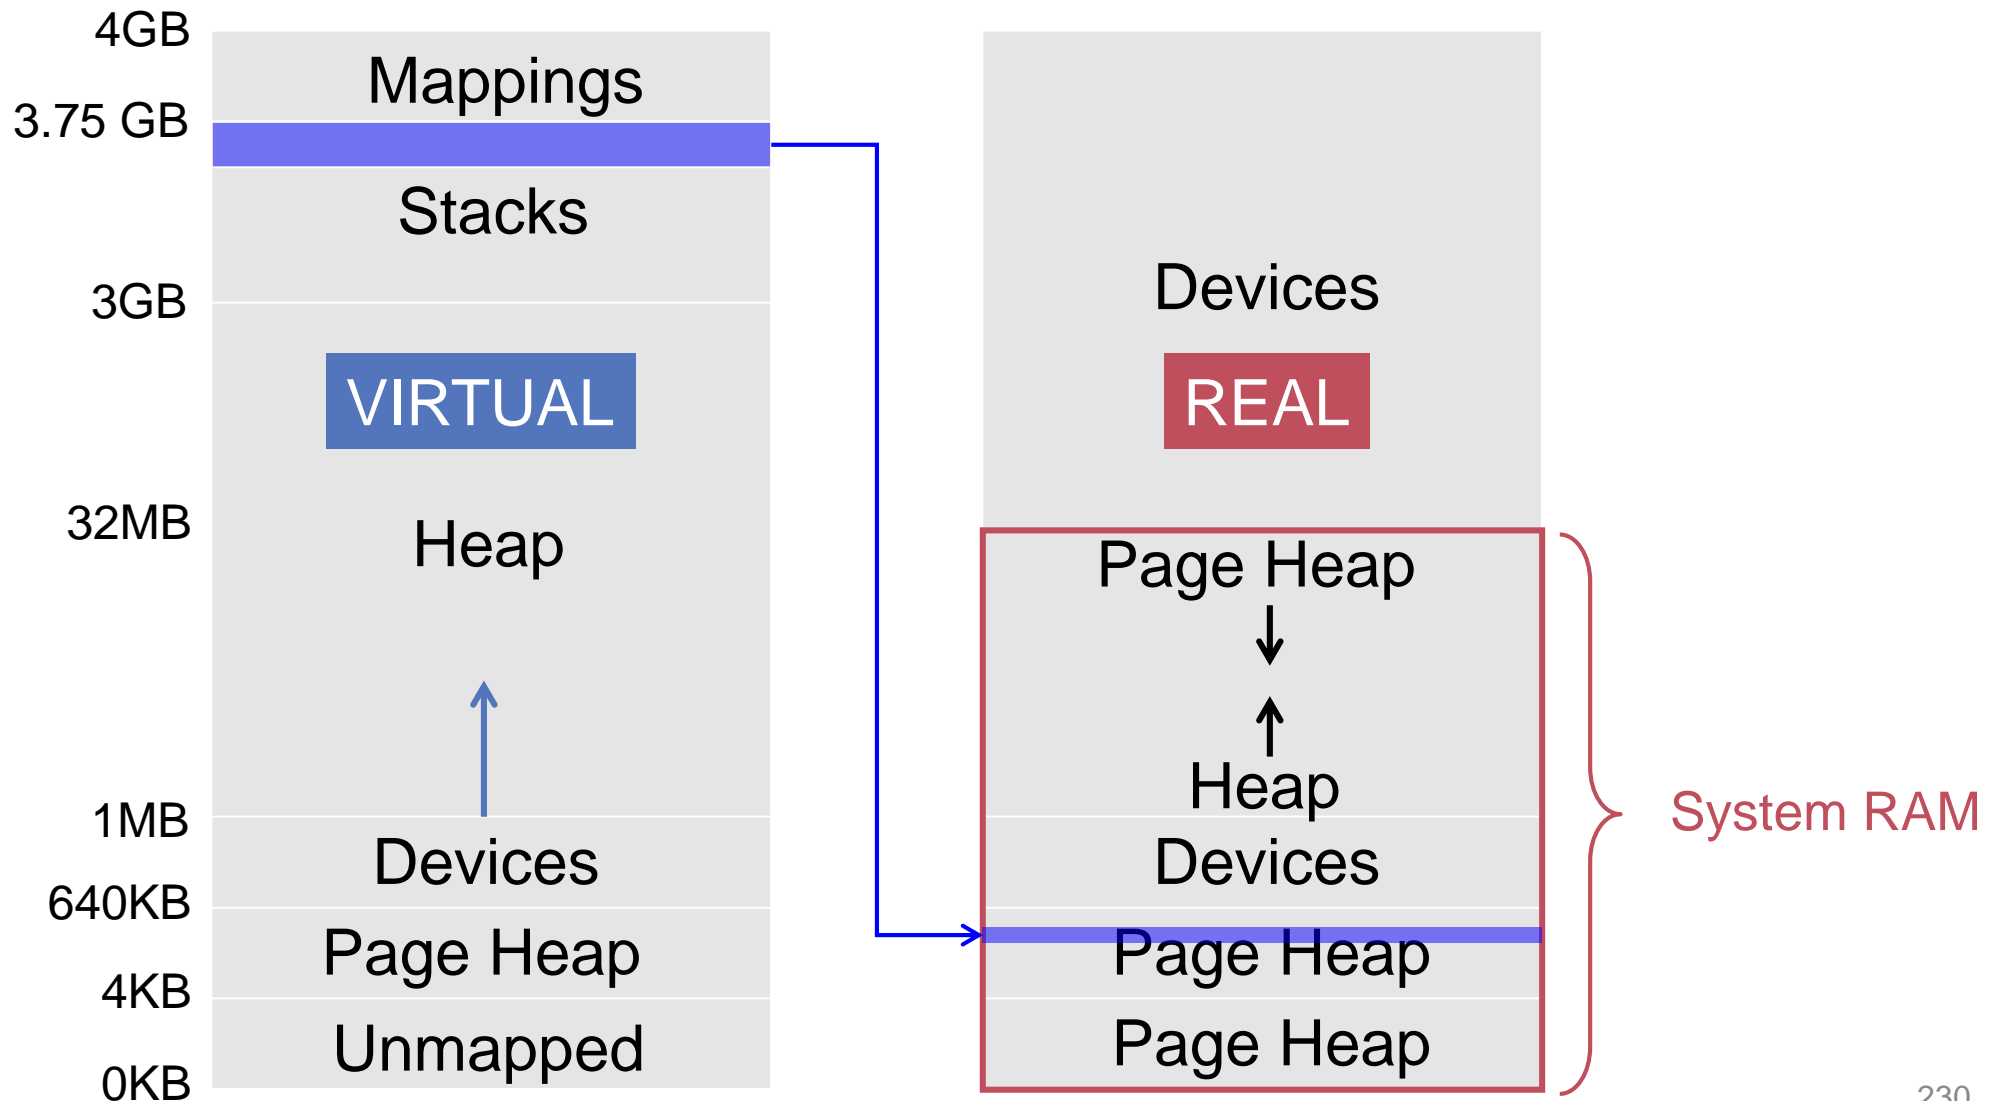 4GB
Mappings
3.75 GB
Stacks
3GB
Devices
VIRTUAL
REAL
32MB
Heap
Page Heap
Heap
1MB
System RAM
Devices
Devices
640KB
Page Heap
Page Heap
4KB
Unmapped
Page Heap
0KB
230